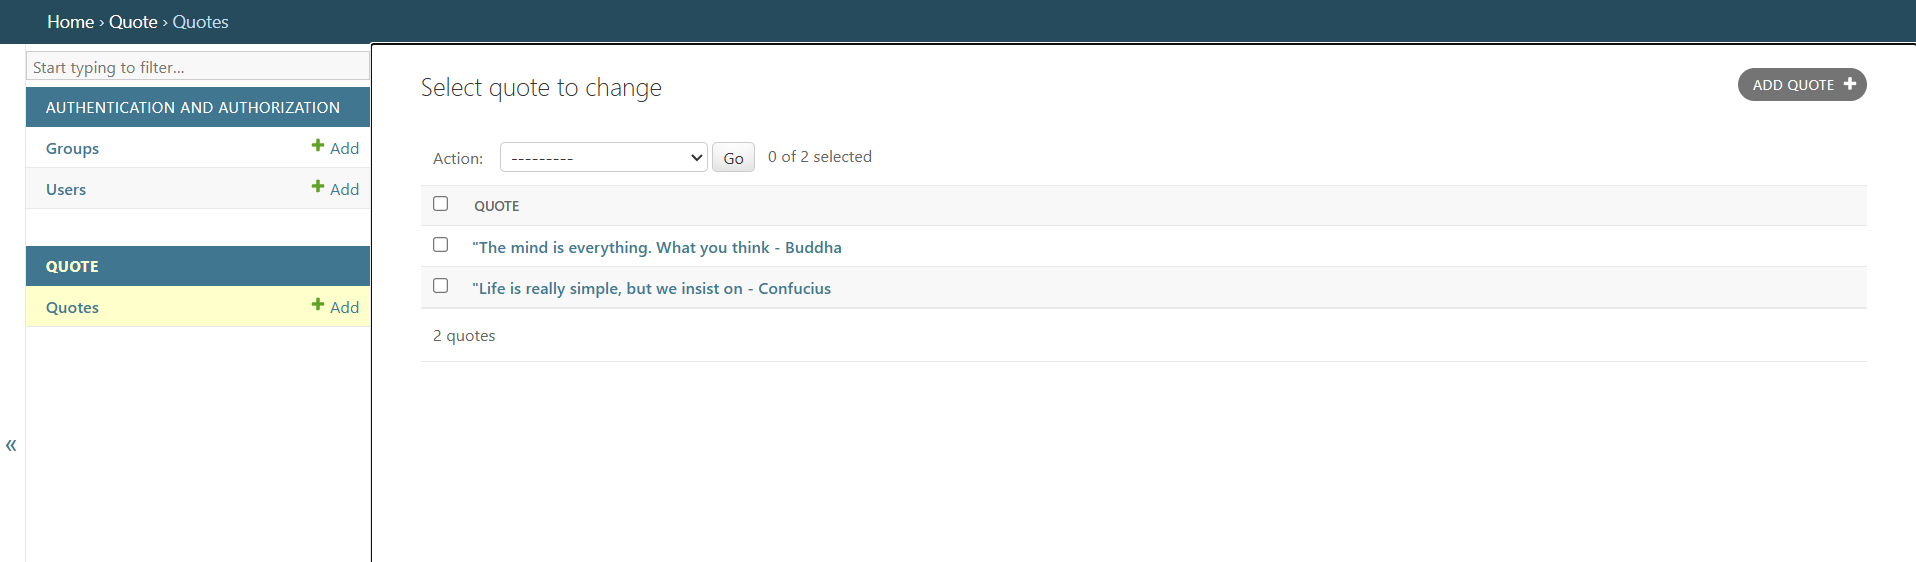 Home › Quote › Quotes
Start typing to filter...
AUTHENTICATION AND AUTHORIZATION
Groups + Add
Users + Add
QUOTE
Quotes + Add
«
Select quote to change
ADD QUOTE +
Action: --------- Go 0 of 2 selected
QUOTE
"The mind is everything. What you think - Buddha
"Life is really simple, but we insist on - Confucius
2 quotes